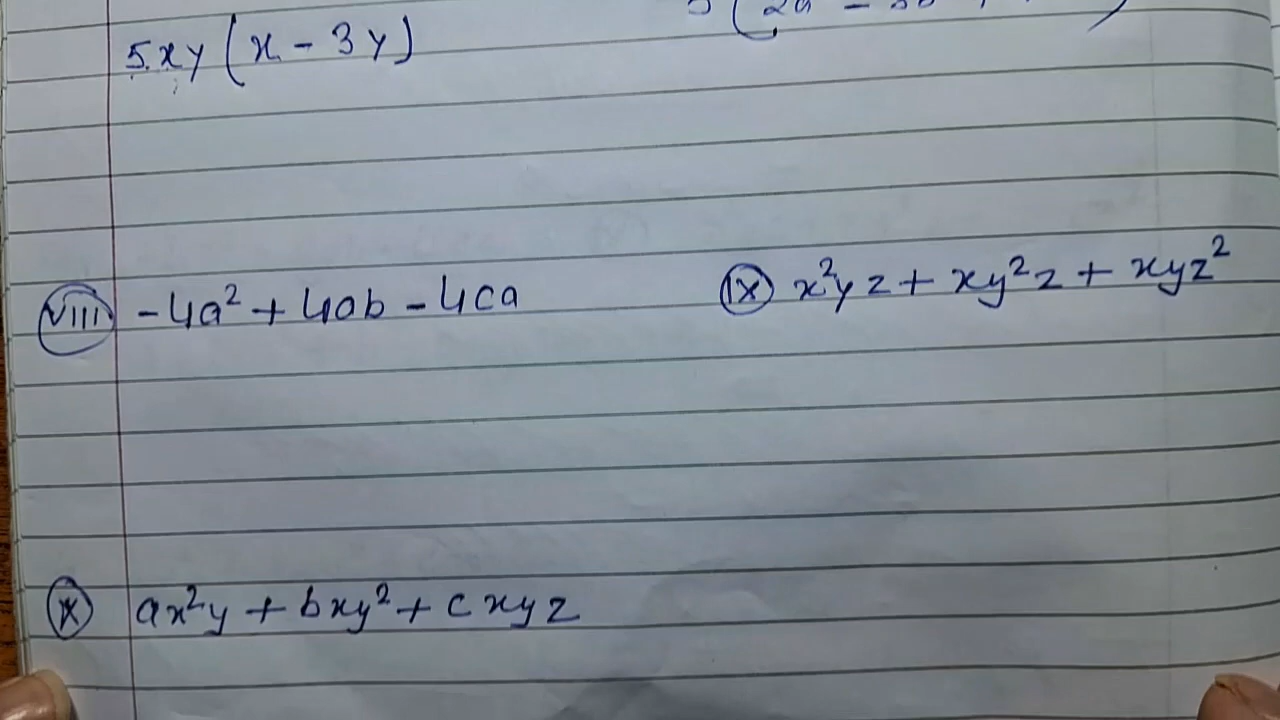 5xy(x - 3y)
(viii) -4a² + 4ab - 4ca
(ix) x²yz + xy²z + xyz²
(x) ax²y + bxy² + cxyz